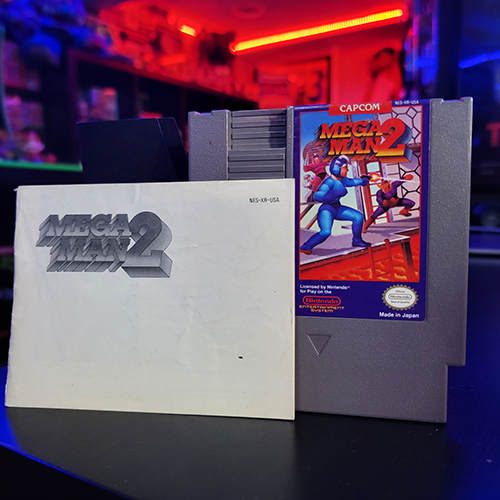 NES-XR-USA
MEGA
MAN 2
CAPCOM
NES-XR-USA
MEGA
MAN 2
Licensed by Nintendo®
for Play on the
Nintendo
ENTERTAINMENT
SYSTEM
Nintendo
Made in Japan